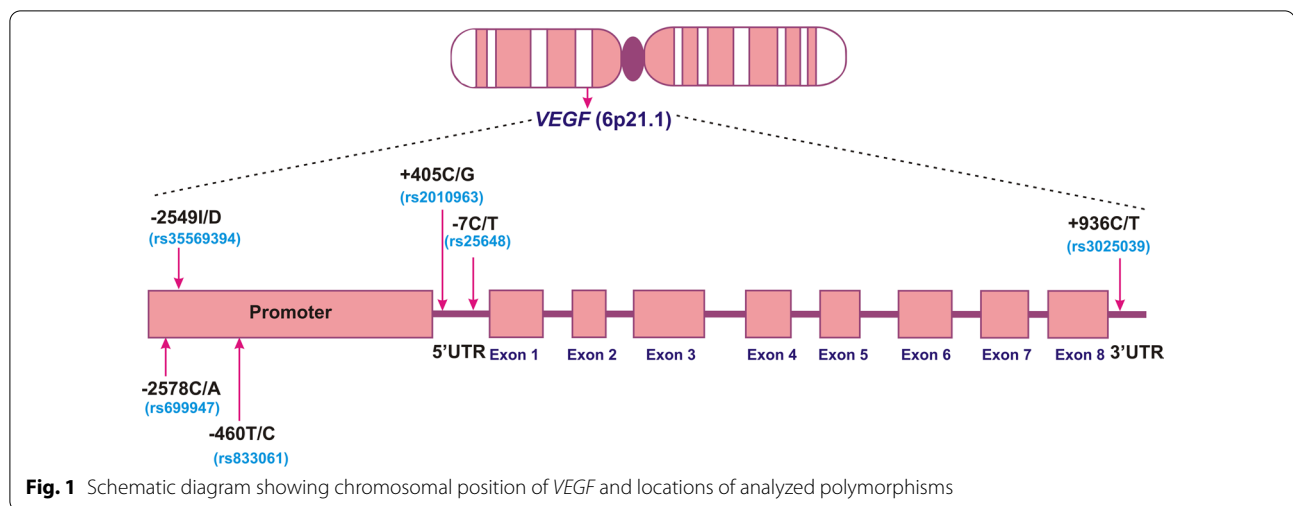 VEGF (6p21.1)
+405C/G
(rs2010963)
-2549I/D
(rs35569394)
-7C/T
(rs25648)
+936C/T
(rs3025039)
Promoter
5'UTR
Exon 1
Exon 2
Exon 3
Exon 4
Exon 5
Exon 6
Exon 7
Exon 8
3'UTR
-2578C/A
(rs699947)
-460T/C
(rs833061)
Fig. 1 Schematic diagram showing chromosomal position of VEGF and locations of analyzed polymorphisms